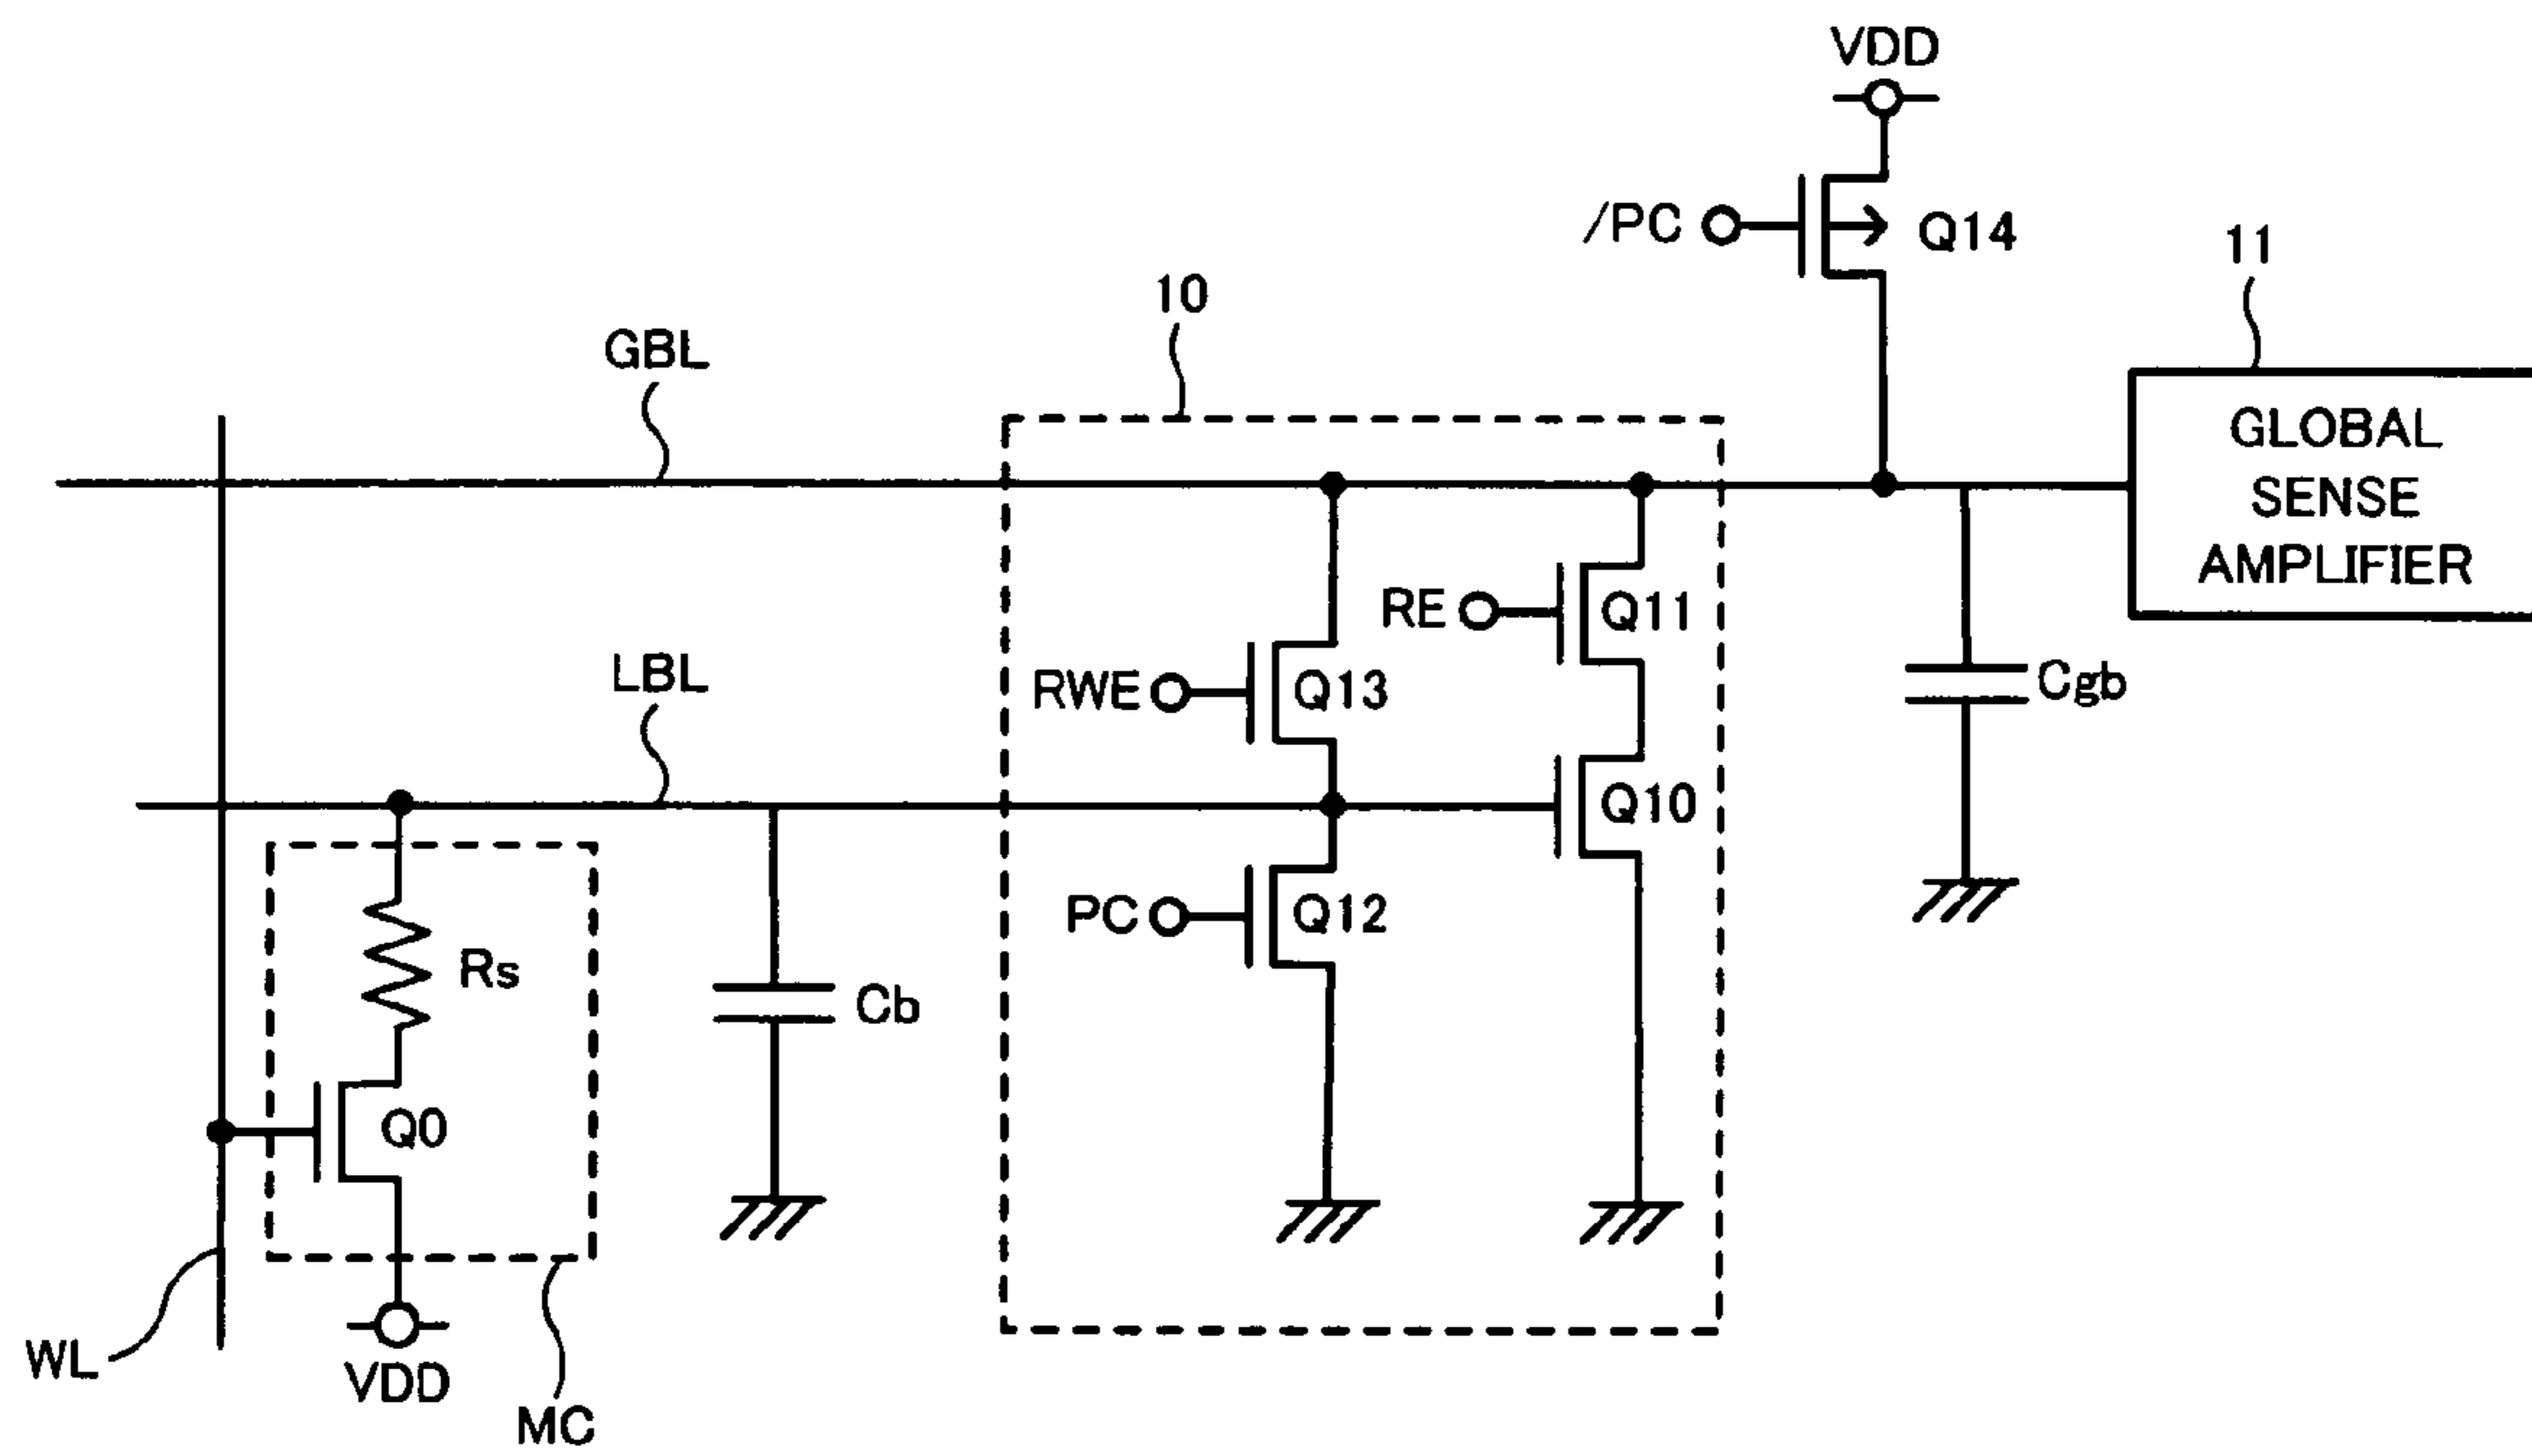 VDD
/PC
Q14
11
10
GBL
GLOBAL
SENSE
AMPLIFIER
RE
Q11
LBL
RWE
Q13
Cgb
Q10
PC
Q12
Rs
Cb
Q0
WL
VDD
MC